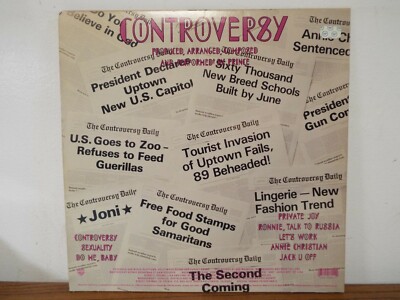 CONTROVERSY
PRODUCED, ARRANGED, COMPOSED
AND PERFORMED BY PRINCE
Do You
Believe in God
Annie Ch
Sentenced
The Controversy Daily
President Declares
Uptown
New U.S. Capitol
The Controversy Daily
Sixty Thousand
New Breed Schools
Built by June
President
Gun Con
The Controversy Daily
U.S. Goes to Zoo –
Refuses to Feed
Guerillas
The Controversy Daily
Tourist Invasion
of Uptown Fails,
89 Beheaded!
The Controversy Daily
★Joni★
The Controversy Daily
Free Food Stamps
for Good
Samaritans
The Controversy Daily
Lingerie — New
Fashion Trend
CONTROVERSY
SEXUALITY
DO ME, BABY
PRIVATE JOY
RONNIE, TALK TO RUSSIA
LET'S WORK
ANNIE CHRISTIAN
JACK U OFF
The Controversy Daily
The Second
Coming